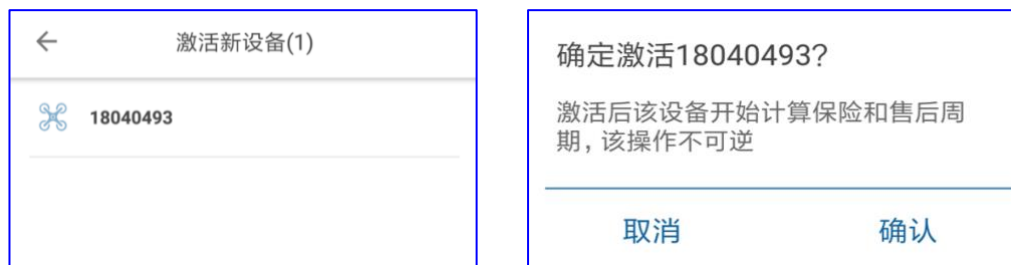 激活新设备(1)
18040493
确定激活18040493?
激活后该设备开始计算保险和售后周
期，该操作不可逆
取消
确认